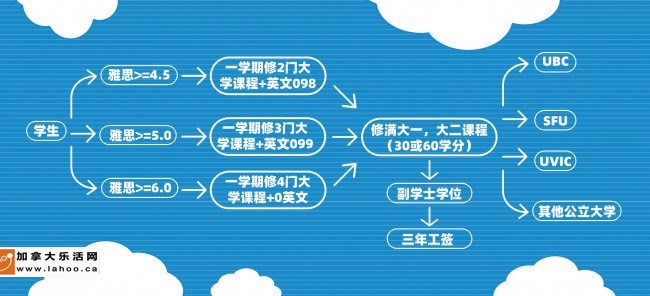 学生
雅思>=4.5
一学期修2门大
学课程+英文098
雅思>=5.0
一学期修3门大
学课程+英文099
雅思>=6.0
一学期修4门大
学课程+0英文
修满大一，大二课程
（30或60学分）
副学士学位
三年工签
UBC
SFU
UVIC
其他公立大学
加拿大乐活网
www.lahoo.ca